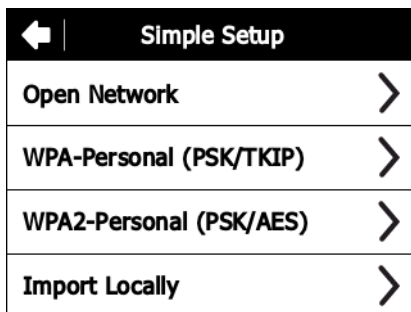 Simple Setup
Open Network
WPA-Personal (PSK/TKIP)
WPA2-Personal (PSK/AES)
Import Locally